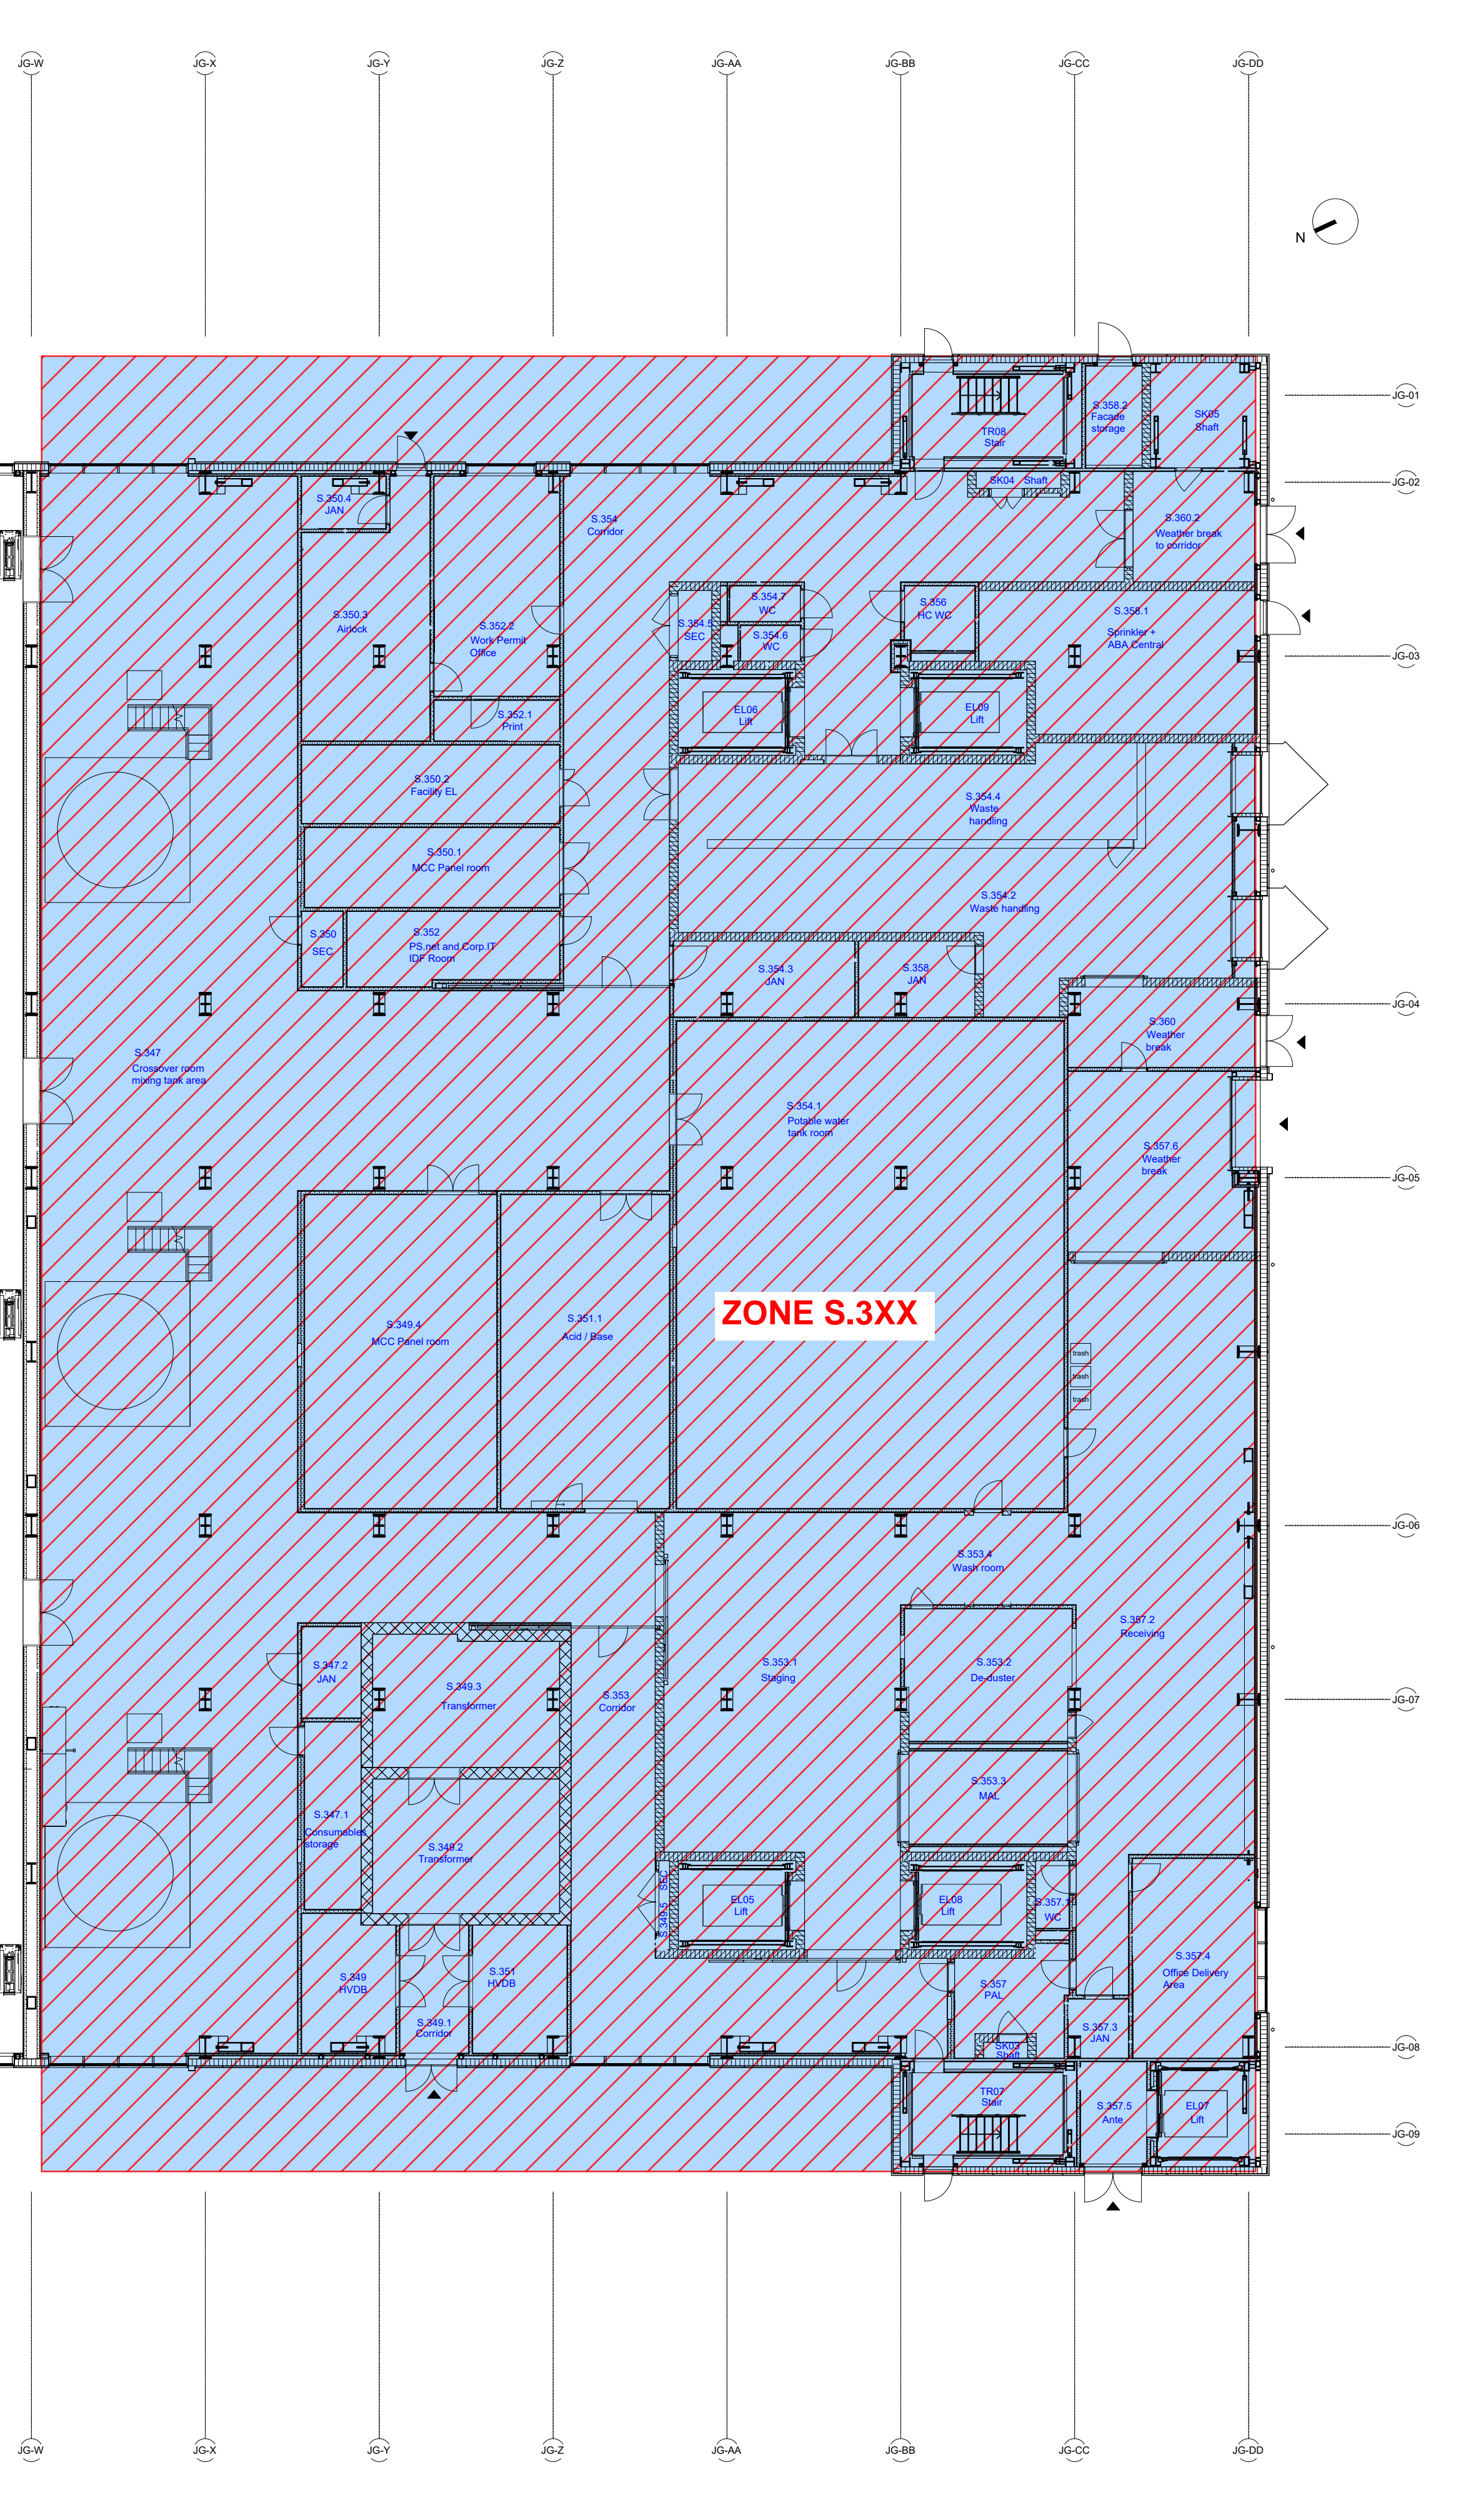 JG-W
JG-X
JG-Y
JG-Z
JG-AA
JG-BB
JG-CC
JG-DD
N
JG-01
S.358.2
Facade
storage
SK05
Shaft
TR08
Stair
SK04 Shaft
JG-02
S.350.4
JAN
S.354
Corridor
S.360.2
Weather break
to corridor
S.350.3
Airlock
S.352.2
Work Permit
Office
S.354.5
SEC
S.354.7
WC
S.354.6
WC
S.356
HC WC
S.358.1
Sprinkler +
ABA Central
JG-03
S.352.1
Print
EL06
Lift
EL09
Lift
S.350.2
Facility EL
S.354.4
Waste
handling
S.350.1
MCC Panel room
S.354.2
Waste handling
S.350
SEC
S.352
PS.net and Corp.IT
IDF Room
S.354.3
JAN
S.358
JAN
JG-04
S.360
Weather
break
S.347
Crossover room
mixing tank area
S.354.1
Potable water
tank room
S.357.6
Weather
break
JG-05
S.349.4
MCC Panel room
S.351.1
Acid / Base
ZONE S.3XX
trash
trash
trash
JG-06
S.353.4
Wash room
S.357.2
Receiving
S.347.2
JAN
S.349.3
Transformer
S.353
Corridor
S.353.1
Staging
S.353.2
De-duster
JG-07
S.353.3
MAL
S.347.1
Consumables
storage
S.349.2
Transformer
S.349.5 SEC
EL05
Lift
EL08
Lift
S.357.1
WC
S.357.4
Office Delivery
Area
S.349
HVDB
S.351
HVDB
S.349.1
Corridor
S.357
PAL
S.357.3
JAN
SK03
Shaft
JG-08
TR07
Stair
S.357.5
Ante
EL07
Lift
JG-09
JG-W
JG-X
JG-Y
JG-Z
JG-AA
JG-BB
JG-CC
JG-DD